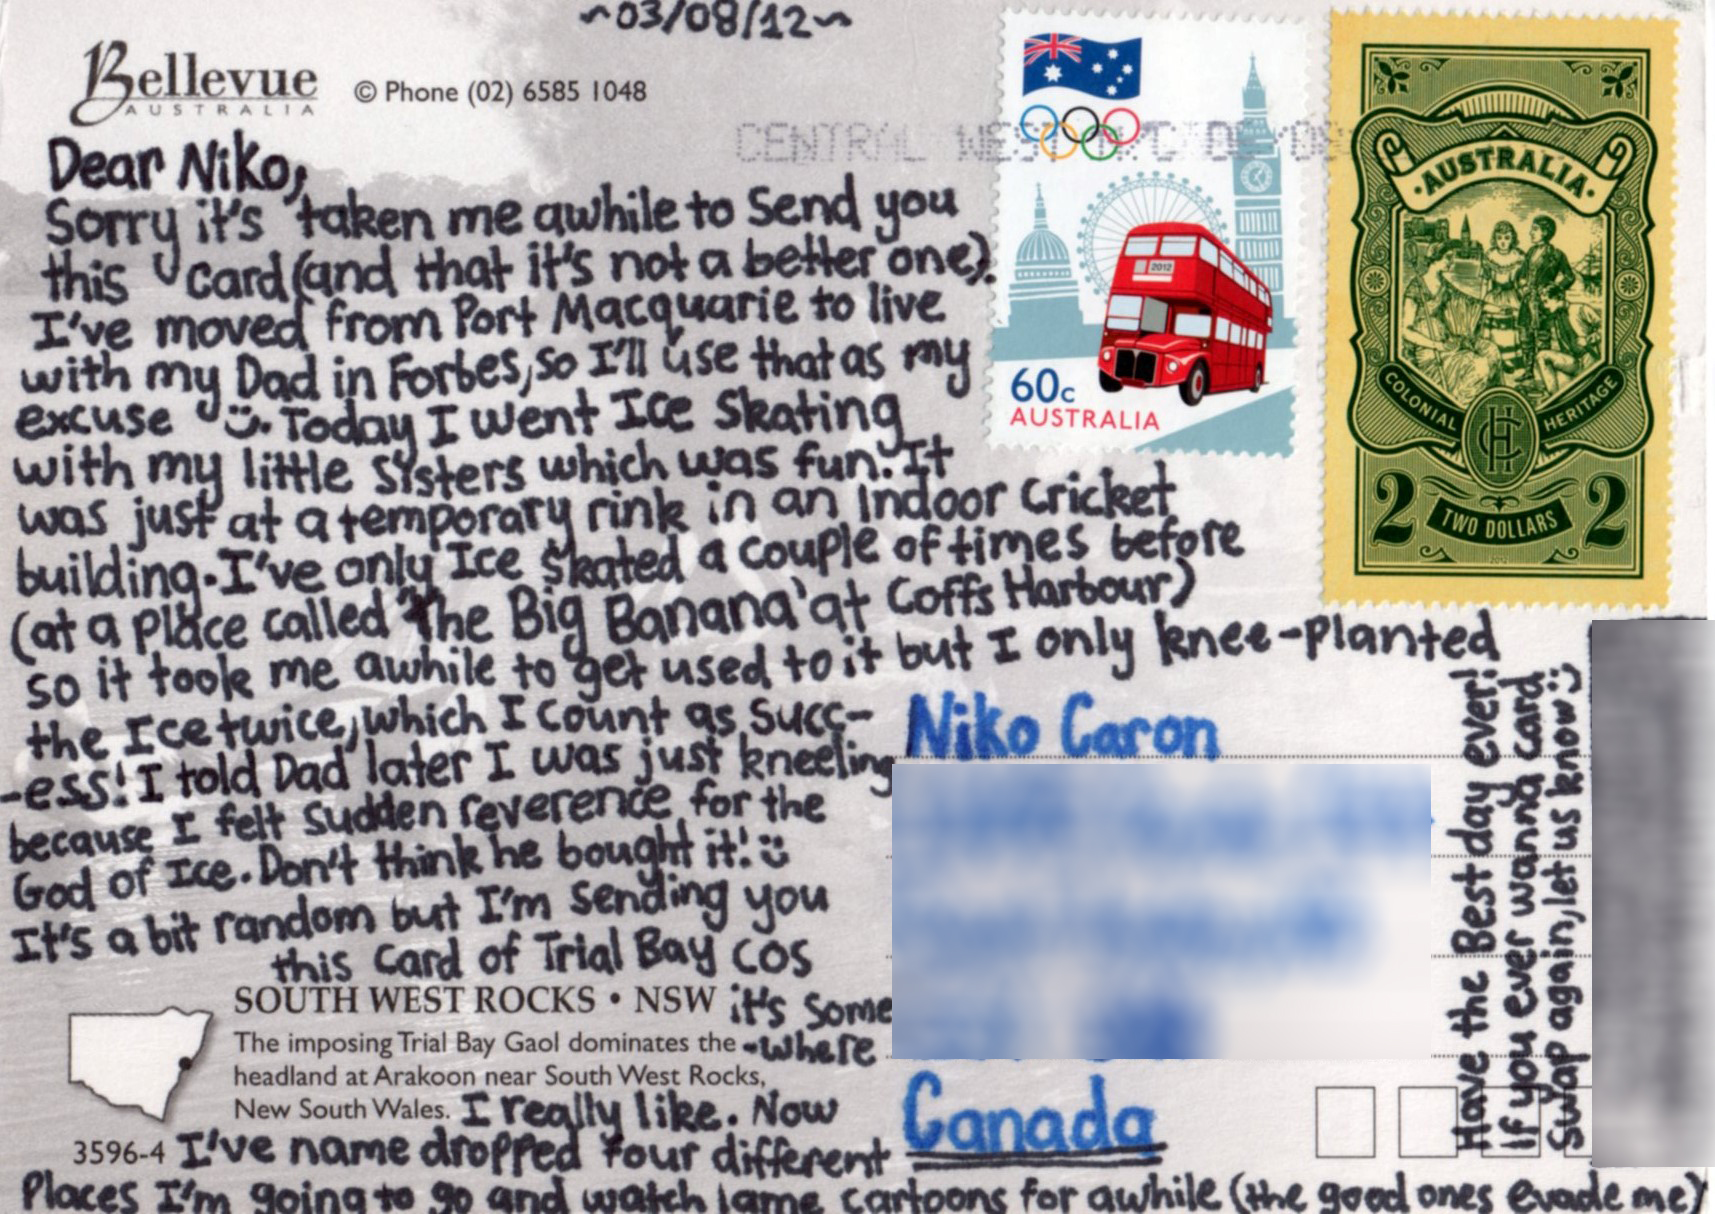 ~03/08/12~
Bellevue
AUSTRALIA
© Phone (02) 6585 1048
CENTRAL WEST
Dear Niko,
Sorry it's taken me awhile to send you
this card (and that it's not a better one).
I've moved from Port Macquarie to live
with my Dad in Forbes, so I'll use that as my
excuse Ü. Today I went Ice Skating
with my little sisters which was fun. It
was just at a temporary rink in an Indoor Cricket
building. I've only Ice Skated a couple of times before
(at a place called 'The Big Banana' at Coffs Harbour)
so it took me awhile to get used to it but I only knee-planted
the Ice twice, which I count as succ-
-ess! I told Dad later I was just kneeling
because I felt sudden reverence for the
God of Ice. Don't think he bought it! Ü
It's a bit random but I'm sending you
this card of Trial Bay cos
it's some
-where
I really like. Now
I've name dropped four different
places I'm going to go and watch lame cartoons for awhile (the good ones evade me)
SOUTH WEST ROCKS • NSW
The imposing Trial Bay Gaol dominates the
headland at Arakoon near South West Rocks,
New South Wales.
3596-4
2012
60c
AUSTRALIA
AUSTRALIA
COLONIAL HERITAGE
2 TWO DOLLARS 2
2012
Niko Caron
Canada
Have the Best day ever!
If you ever wanna card
swap again, let us know Ü